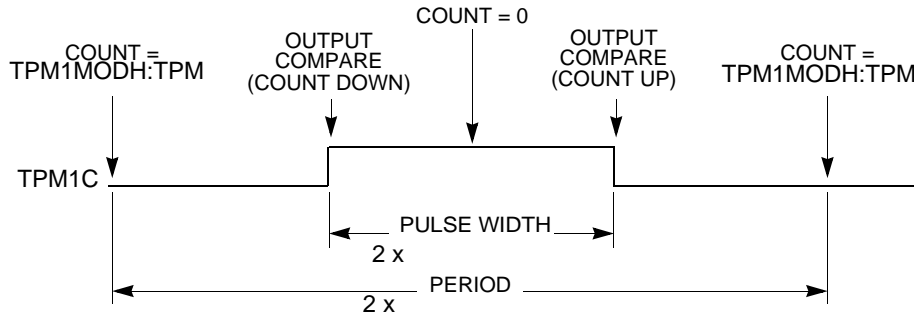 COUNT = 0
COUNT =
TPM1MODH:TPM
OUTPUT
COMPARE
(COUNT DOWN)
OUTPUT
COMPARE
(COUNT UP)
COUNT =
TPM1MODH:TPM
TPM1C
PULSE WIDTH
2 x
PERIOD
2 x